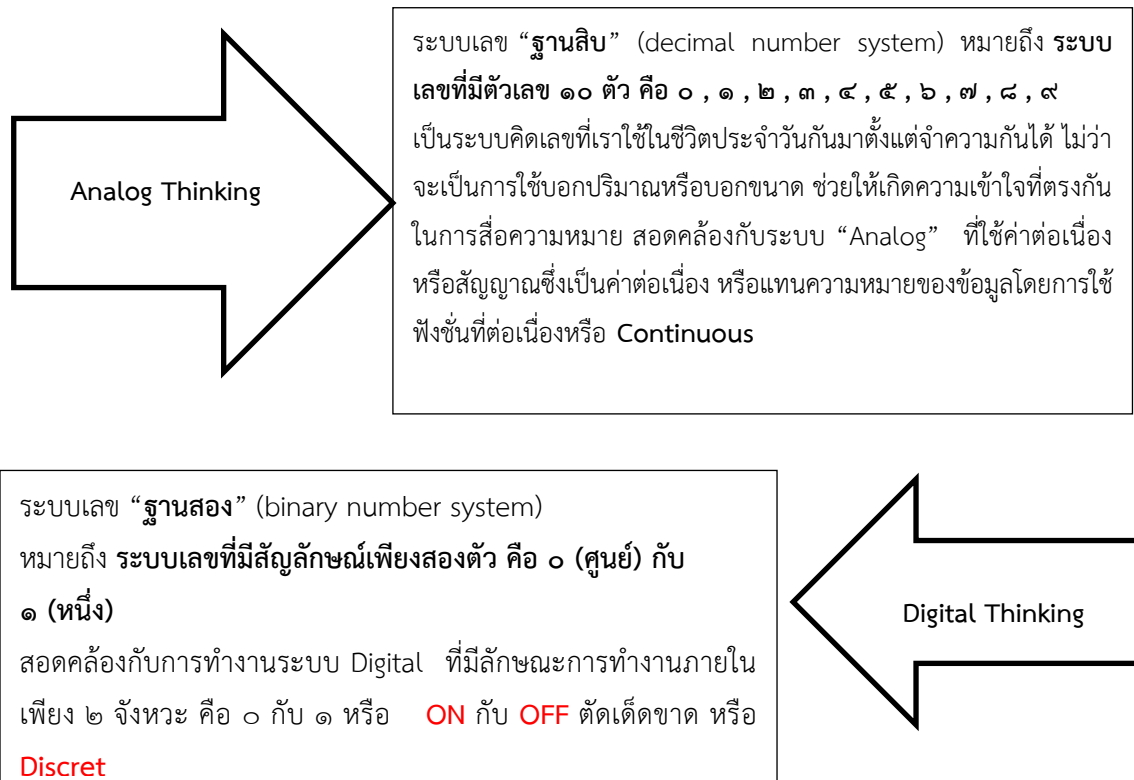 Analog Thinking
ระบบเลข “ฐานสิบ” (decimal number system) หมายถึง ระบบ
เลขที่มีตัวเลข ๑๐ ตัว คือ ๐ , ๑ , ๒ , ๓ , ๔ , ๕ , ๖ , ๗ , ๘ , ๙
เป็นระบบคิดเลขที่เราใช้ในชีวิตประจำวันกันมาตั้งแต่จำความกันได้ ไม่ว่า
จะเป็นการใช้บอกปริมาณหรือบอกขนาด ช่วยให้เกิดความเข้าใจที่ตรงกัน
ในการสื่อความหมาย สอดคล้องกับระบบ “Analog” ที่ใช้ค่าต่อเนื่อง
หรือสัญญาณซึ่งเป็นค่าต่อเนื่อง หรือแทนความหมายของข้อมูลโดยการใช้
ฟังชั่นที่ต่อเนื่องหรือ Continuous
ระบบเลข “ฐานสอง” (binary number system)
หมายถึง ระบบเลขที่มีสัญลักษณ์เพียงสองตัว คือ ๐ (ศูนย์) กับ
๑ (หนึ่ง)
สอดคล้องกับการทำงานระบบ Digital ที่มีลักษณะการทำงานภายใน
เพียง ๒ จังหวะ คือ ๐ กับ ๑ หรือ ON กับ OFF ตัดเด็ดขาด หรือ
Discret
Digital Thinking